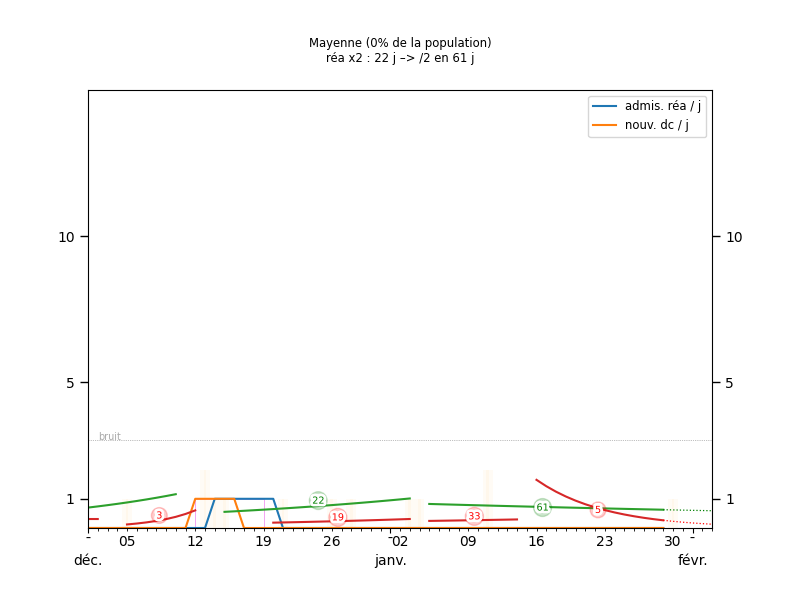 Mayenne (0% de la population)
réa x2 : 22 j –> /2 en 61 j
admis. réa / j
nouv. dc / j
10
10
5
5
bruit
1
1
3
22
19
33
61
5
05
12
19
26
02
09
16
23
30
déc.
janv.
févr.